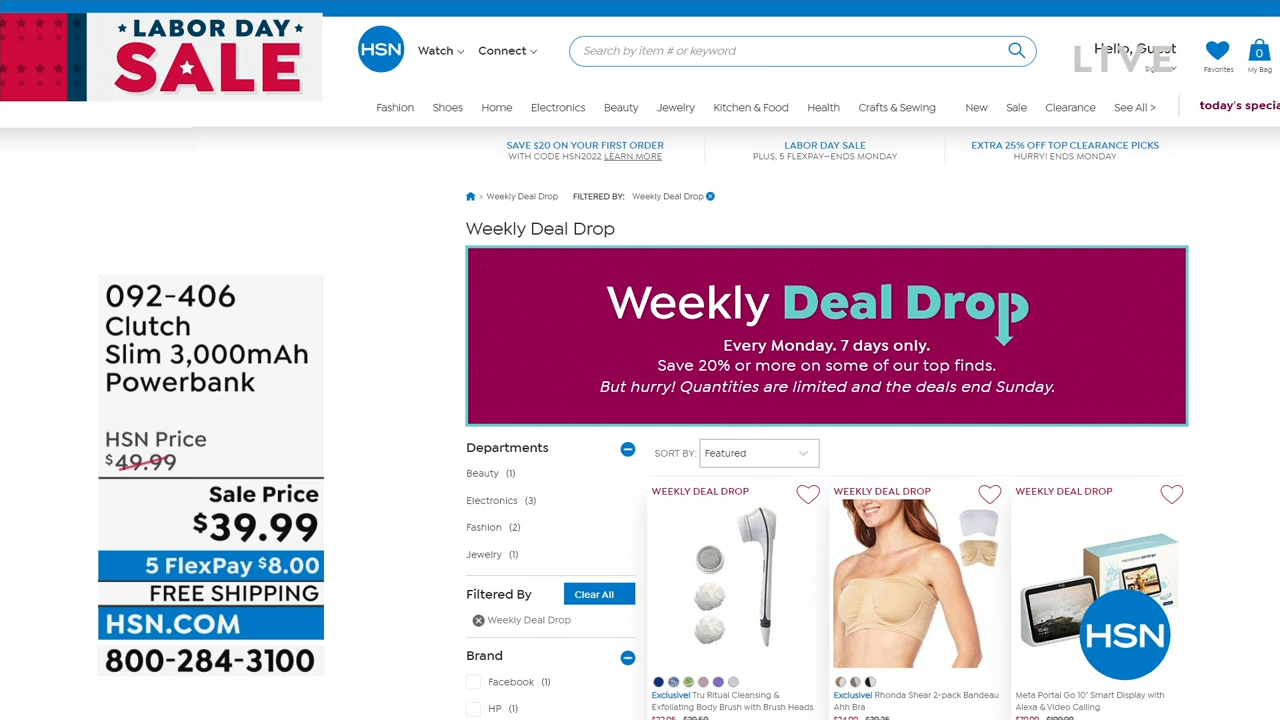 LABOR DAY
SALE
HSN
Watch
Connect
Search by item # or keyword
Hello, Guest
LIVE
Favorites
0
My Bag
Fashion
Shoes
Home
Electronics
Beauty
Jewelry
Kitchen & Food
Health
Crafts & Sewing
New
Sale
Clearance
See All >
today's specia
SAVE $20 ON YOUR FIRST ORDER
WITH CODE HSN2022 LEARN MORE
LABOR DAY SALE
PLUS, 5 FLEXPAY—ENDS MONDAY
EXTRA 25% OFF TOP CLEARANCE PICKS
HURRY! ENDS MONDAY
> Weekly Deal Drop
FILTERED BY: Weekly Deal Drop
Weekly Deal Drop
Weekly Deal Drop
Every Monday. 7 days only.
Save 20% or more on some of our top finds.
But hurry! Quantities are limited and the deals end Sunday.
092-406
Clutch
Slim 3,000mAh
Powerbank
HSN Price
$49.99
Sale Price
$39.99
5 FlexPay $8.00
FREE SHIPPING
HSN.COM
800-284-3100
Departments
Beauty (1)
Electronics (3)
Fashion (2)
Jewelry (1)
Filtered By
Clear All
Weekly Deal Drop
Brand
Facebook (1)
HP (1)
SORT BY: Featured
WEEKLY DEAL DROP
Exclusive! Tru Ritual Cleansing &
Exfoliating Body Brush with Brush Heads
WEEKLY DEAL DROP
Exclusive! Rhonda Shear 2-pack Bandeau
Ahh Bra
WEEKLY DEAL DROP
HSN
Meta Portal Go 10" Smart Display with
Alexa & Video Calling